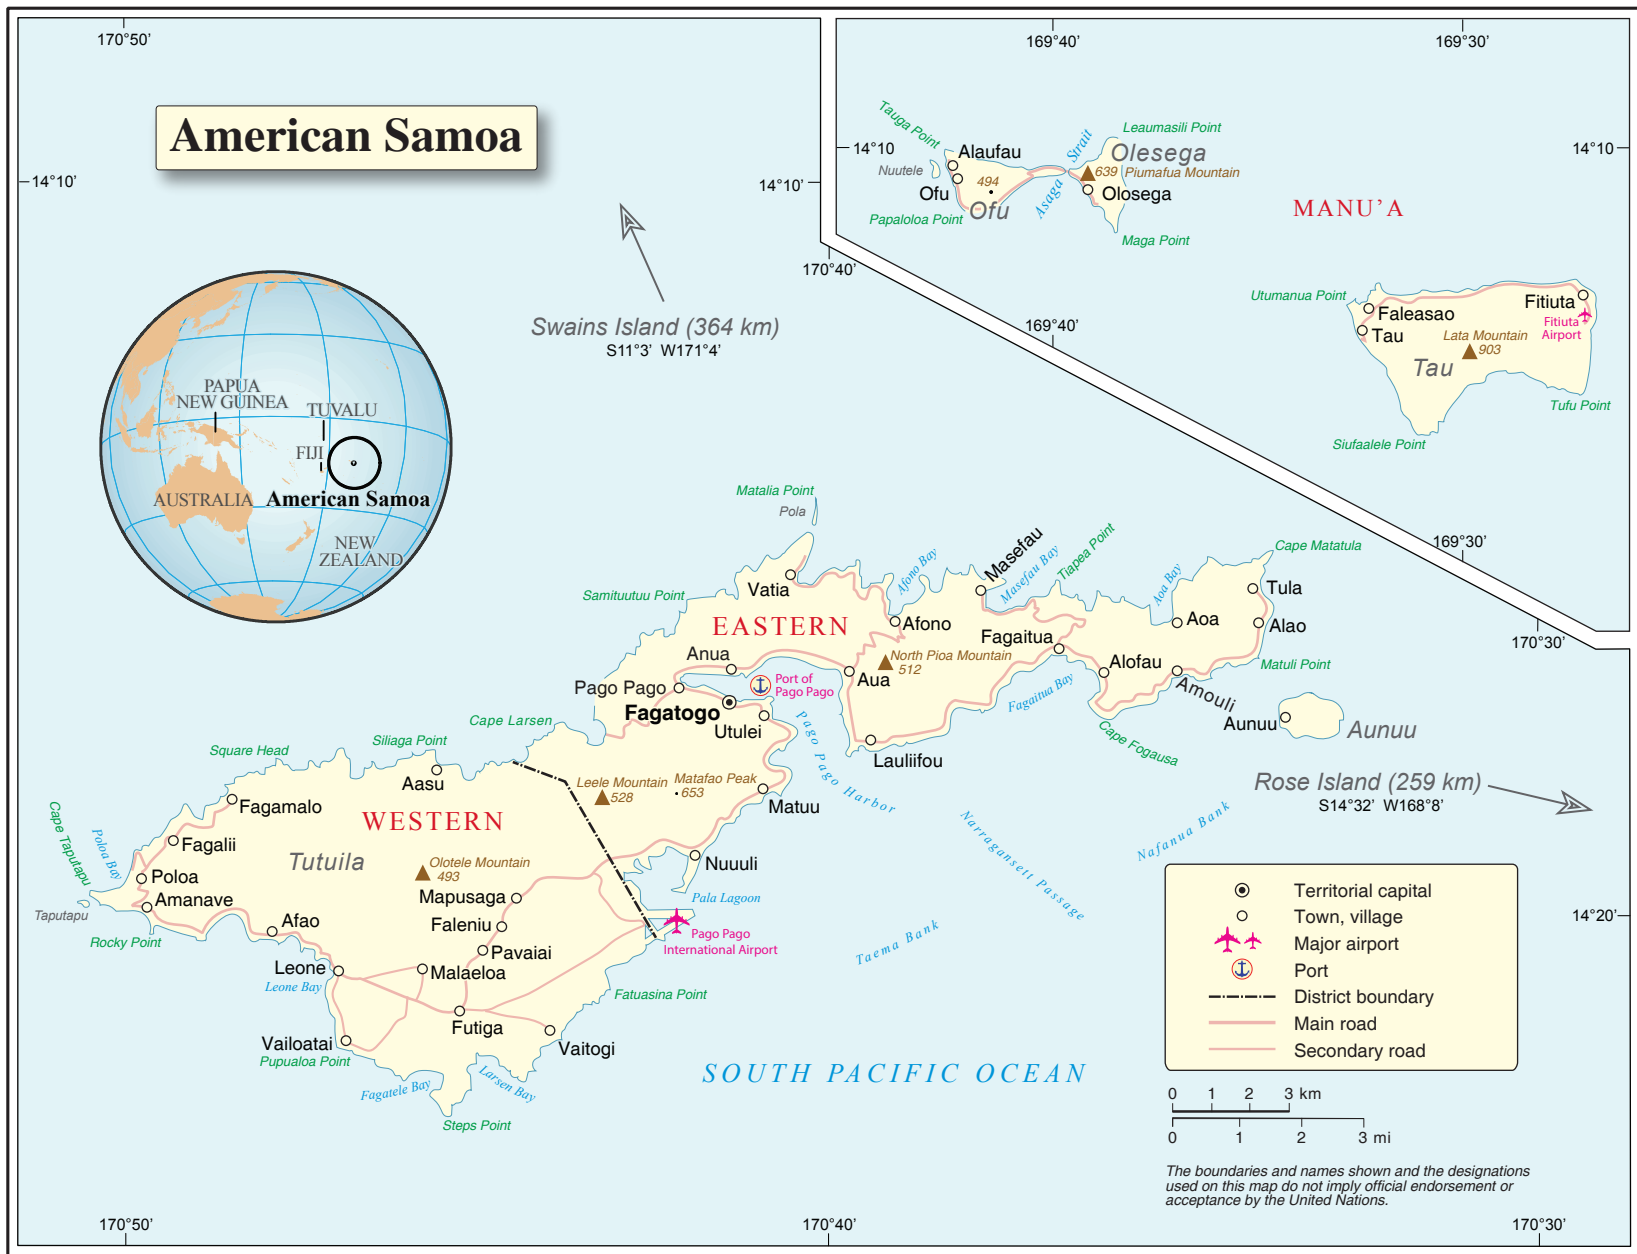 170°50’
169°40’
169°30’
American Samoa
14°10’
14°10’
14°10
14°10’
Tauga Point
Alaufau
Nuutele
Ofu
494
Ofu
Papaloloa Point
Asaga Strait
Leaumasili Point
Olesega
639 Piumafua Mountain
Olosega
Maga Point
MANU’A
170°40’
169°40’
Utumanua Point
Faleasao
Tau
Fitiuta
Fitiuta
Airport
Lata Mountain
903
Tau
Tufu Point
Siufaalele Point
169°30’
170°30’
Swains Island (364 km)
S11°3’ W171°4’
PAPUA
NEW GUINEA
TUVALU
FIJI
AUSTRALIA
American Samoa
NEW
ZEALAND
Matalia Point
Pola
Vatia
Samituutuu Point
EASTERN
Afono Bay
Afono
Masefau
Masefau Bay
Tiapea Point
Aoa Bay
Cape Matatula
Tula
Aoa
Alao
Fagaitua
North Pioa Mountain
512
Anua
Aua
Alofau
Matuli Point
Pago Pago
Port of
Pago Pago
Fagatogo
Utulei
Fagaitua Bay
Amouli
Aunuu
Aunuu
Cape Fogausa
Lauliifou
Pago Pago Harbor
Cape Larsen
Siliaga Point
Square Head
Aasu
Leele Mountain
528
Matafao Peak
653
Matuu
Rose Island (259 km)
S14°32’ W168°8’
Fagamalo
WESTERN
Cape Taputapu
Poloa Bay
Fagalii
Tutuila
Olotele Mountain
493
Nuuuli
Narragansett Passage
Nafanua Bank
Poloa
Amanave
Taputapu
Rocky Point
Mapusaga
Pala Lagoon
Afao
Faleniu
Pago Pago
International Airport
Taema Bank
Pavaiai
Leone
Malaeloa
Leone Bay
Fatuasina Point
Futiga
Vailoatai
Vaitogi
Pupualoa Point
Fagatele Bay
Larsen Bay
Steps Point
SOUTH PACIFIC OCEAN
14°20’
Territorial capital
Town, village
Major airport
Port
District boundary
Main road
Secondary road
0 1 2 3 km
0 1 2 3 mi
The boundaries and names shown and the designations
used on this map do not imply official endorsement or
acceptance by the United Nations.
170°50’
170°40’
170°30’